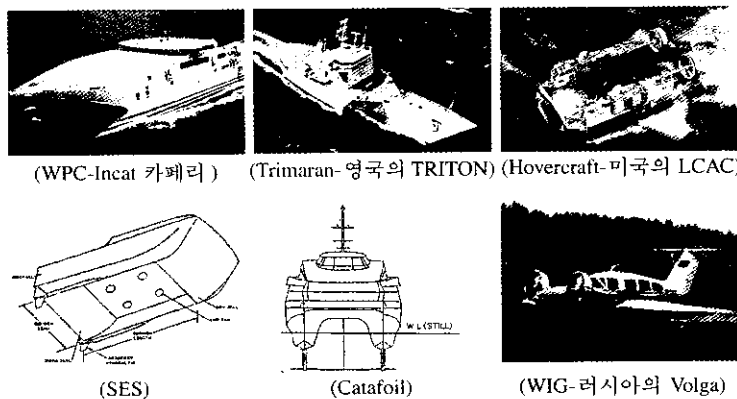 (WPC-Incat 카페리 )
(Trimaran-영국의 TRITON)
(Hovercraft-미국의 LCAC)
W L (STILL)
(SES)
(Catafoil)
(WIG-러시아의 Volga)